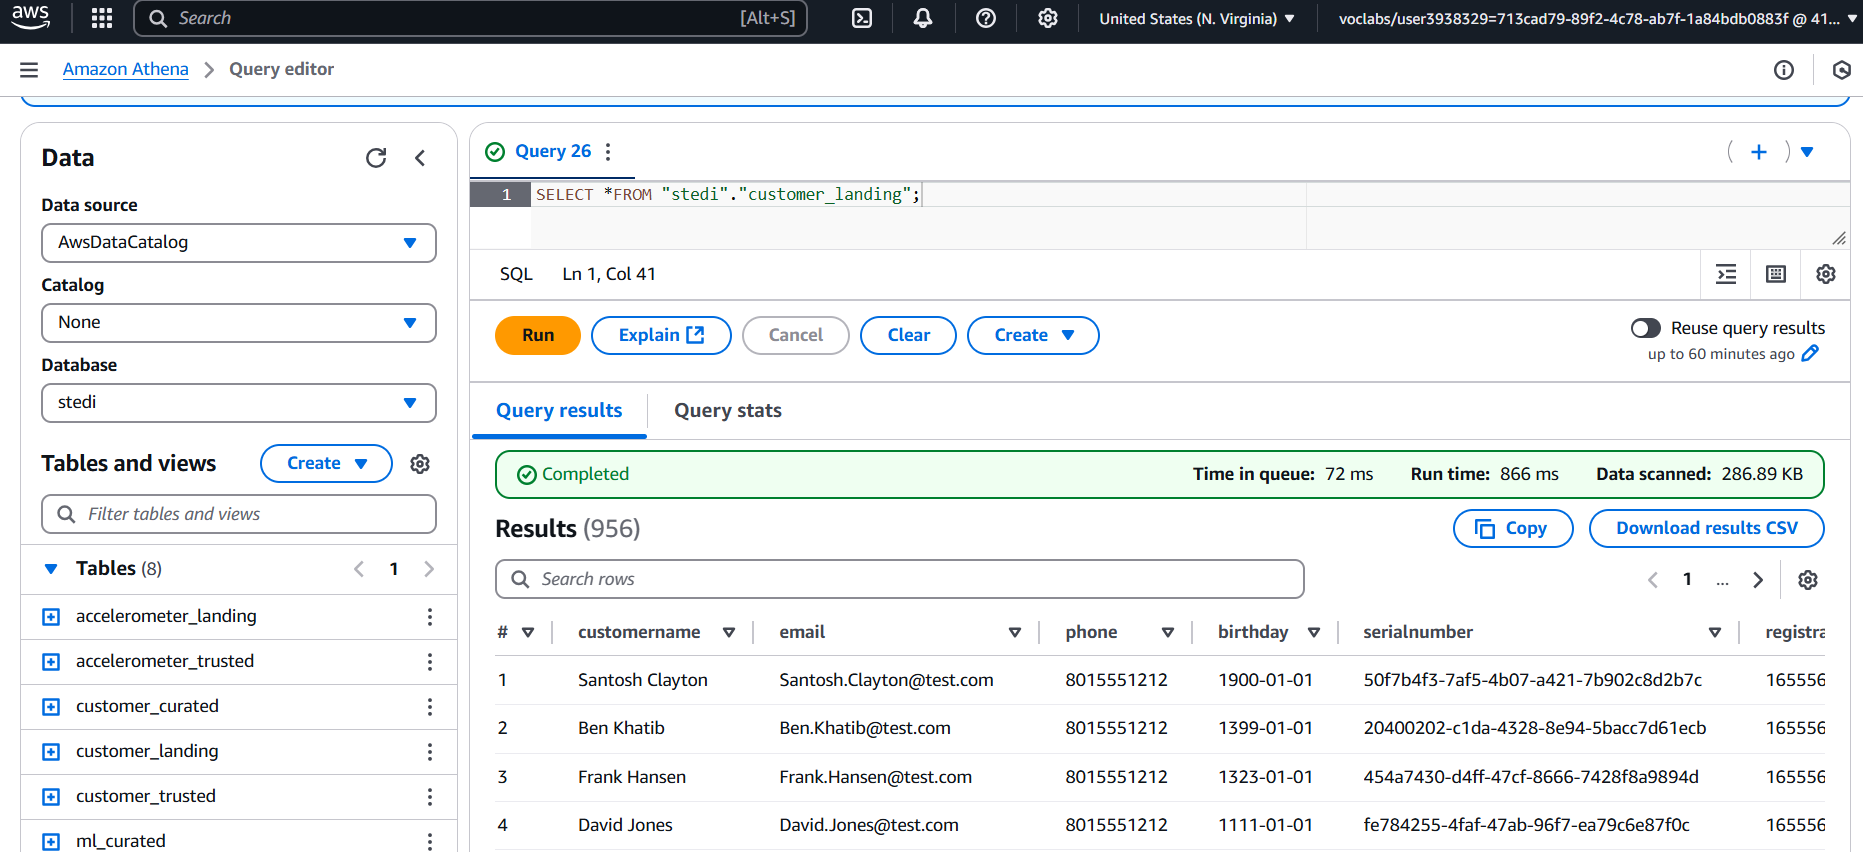 aws
Search [Alt+S] United States (N. Virginia) voclabs/user3938329=713cad79-89f2-4c78-ab7f-1a84bdb0883f @ 41...
Amazon Athena Query editor
Data
Data source
AwsDataCatalog
Catalog
None
Database
stedi
Tables and views Create
Filter tables and views
Tables (8) 1
accelerometer_landing
accelerometer_trusted
customer_curated
customer_landing
customer_trusted
ml_curated
Query 26
1 SELECT *FROM "stedi"."customer_landing";
SQL Ln 1, Col 41
Run Explain Cancel Clear Create
Reuse query results
up to 60 minutes ago
Query results Query stats
Completed Time in queue: 72 ms Run time: 866 ms Data scanned: 286.89 KB
Results (956) Copy Download results CSV
Search rows 1 ...
# customername email phone birthday serialnumber registra
1 Santosh Clayton Santosh.Clayton@test.com 8015551212 1900-01-01 50f7b4f3-7af5-4b07-a421-7b902c8d2b7c 165556
2 Ben Khatib Ben.Khatib@test.com 8015551212 1399-01-01 20400202-c1da-4328-8e94-5bacc7d61ecb 165556
3 Frank Hansen Frank.Hansen@test.com 8015551212 1323-01-01 454a7430-d4ff-47cf-8666-7428f8a9894d 165556
4 David Jones David.Jones@test.com 8015551212 1111-01-01 fe784255-4faf-47ab-96f7-ea79c6e87f0c 165556